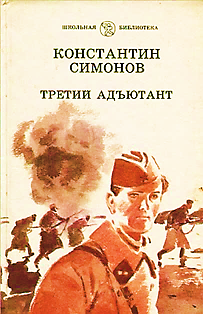 ШКОЛЬНАЯ БИБЛИОТЕКА
КОНСТАНТИН
СИМОНОВ
ТРЕТИЙ АДЪЮТАНТ